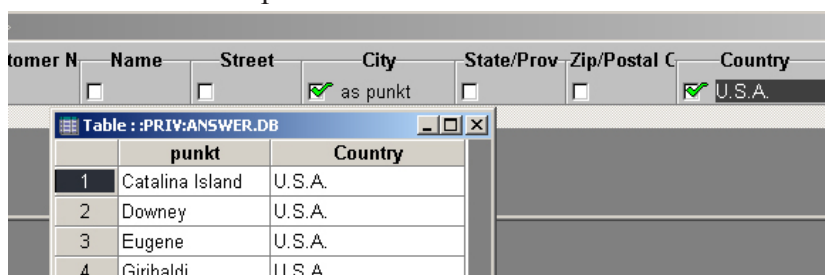 tomer N Name Street City State/Prov Zip/Postal C Country
as punkt U.S.A.
Table : :PRIV:ANSWER.DB
punkt Country
1 Catalina Island U.S.A.
2 Downey U.S.A.
3 Eugene U.S.A.
4 Giribaldi U.S.A.